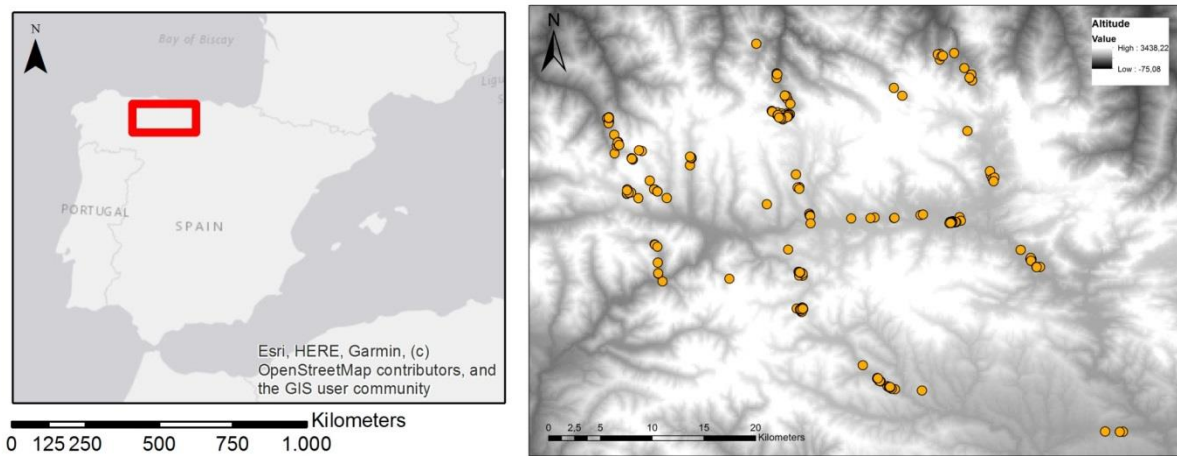 N
Bay of Biscay
PORTUGAL
SPAIN
Esri, HERE, Garmin, (c)
OpenStreetMap contributors, and
the GIS user community
Kilometers
0 125 250 500 750 1.000
N
Altitude
Value
High : 3438,22
Low : -75,08
0 2,5 5 10 15 20
Kilometers